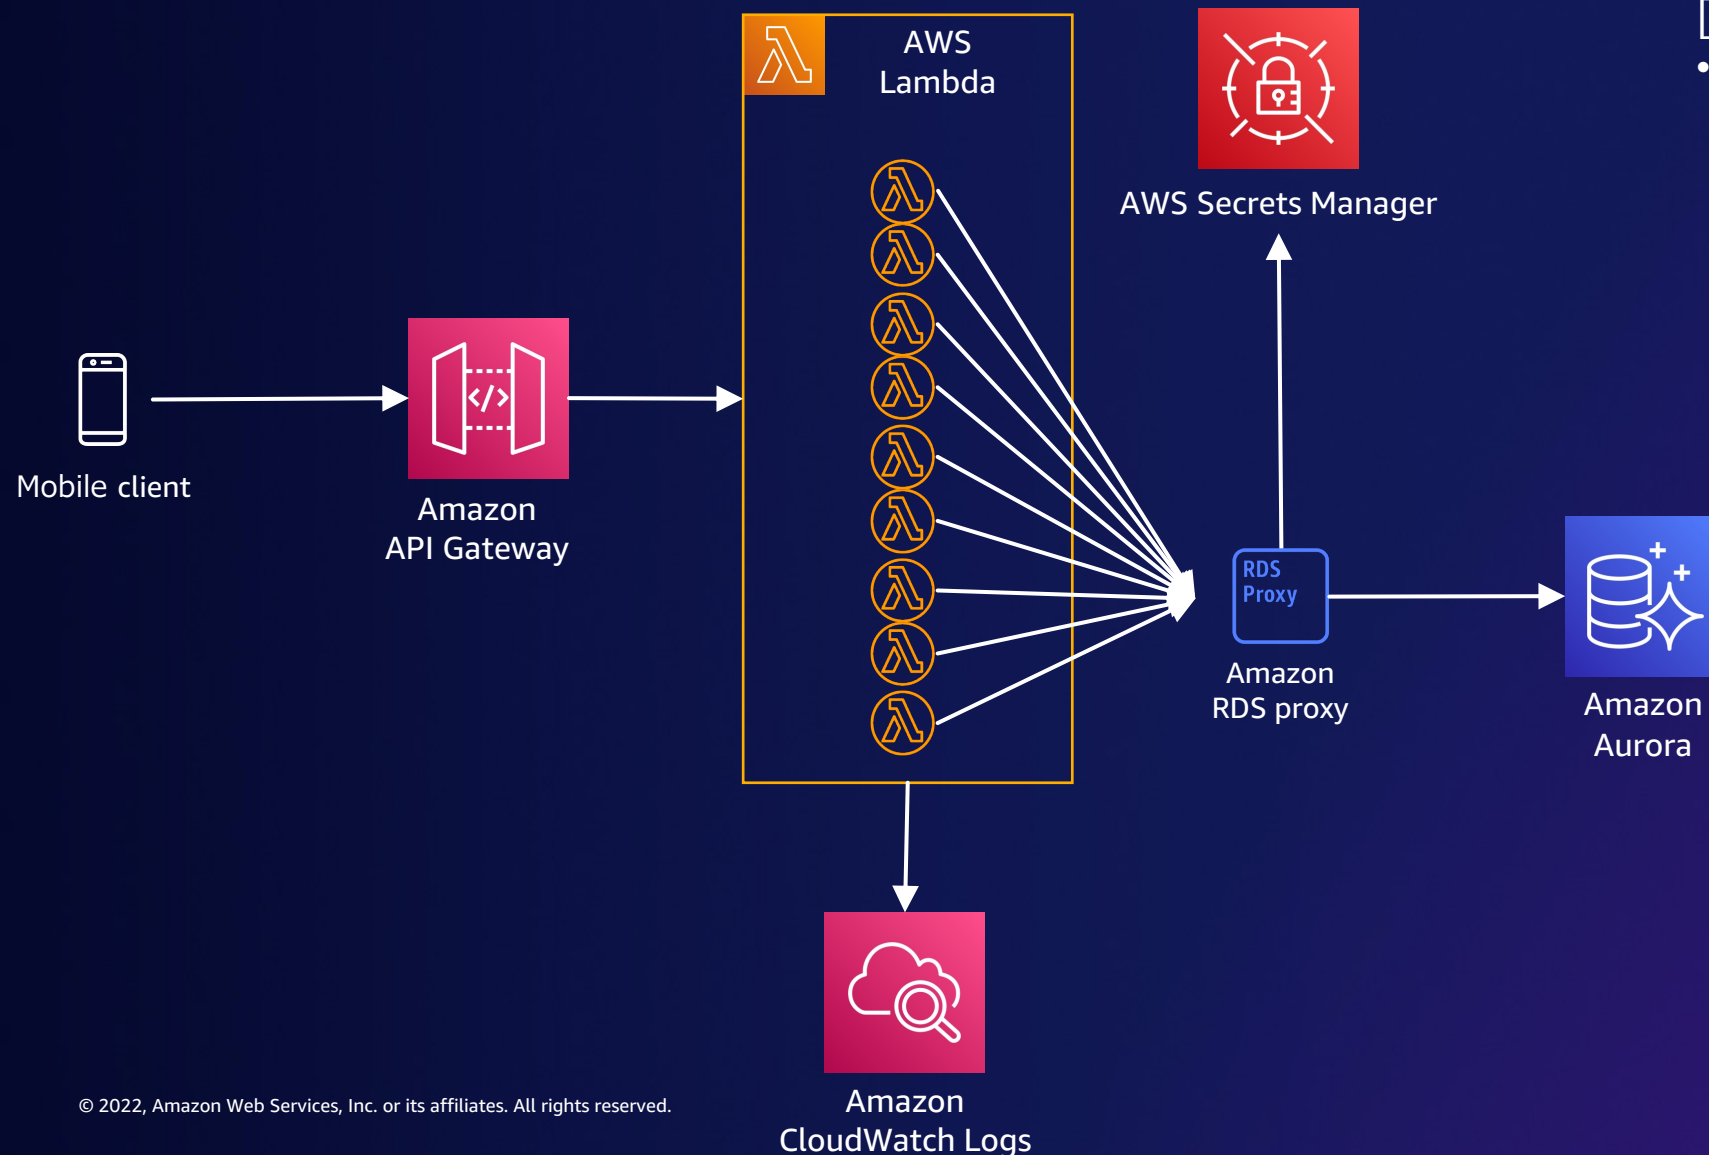 AWS
Lambda
AWS Secrets Manager
Mobile client
</>
Amazon
API Gateway
RDS
Proxy
Amazon
RDS proxy
Amazon
Aurora
© 2022, Amazon Web Services, Inc. or its affiliates. All rights reserved.
Amazon
CloudWatch Logs